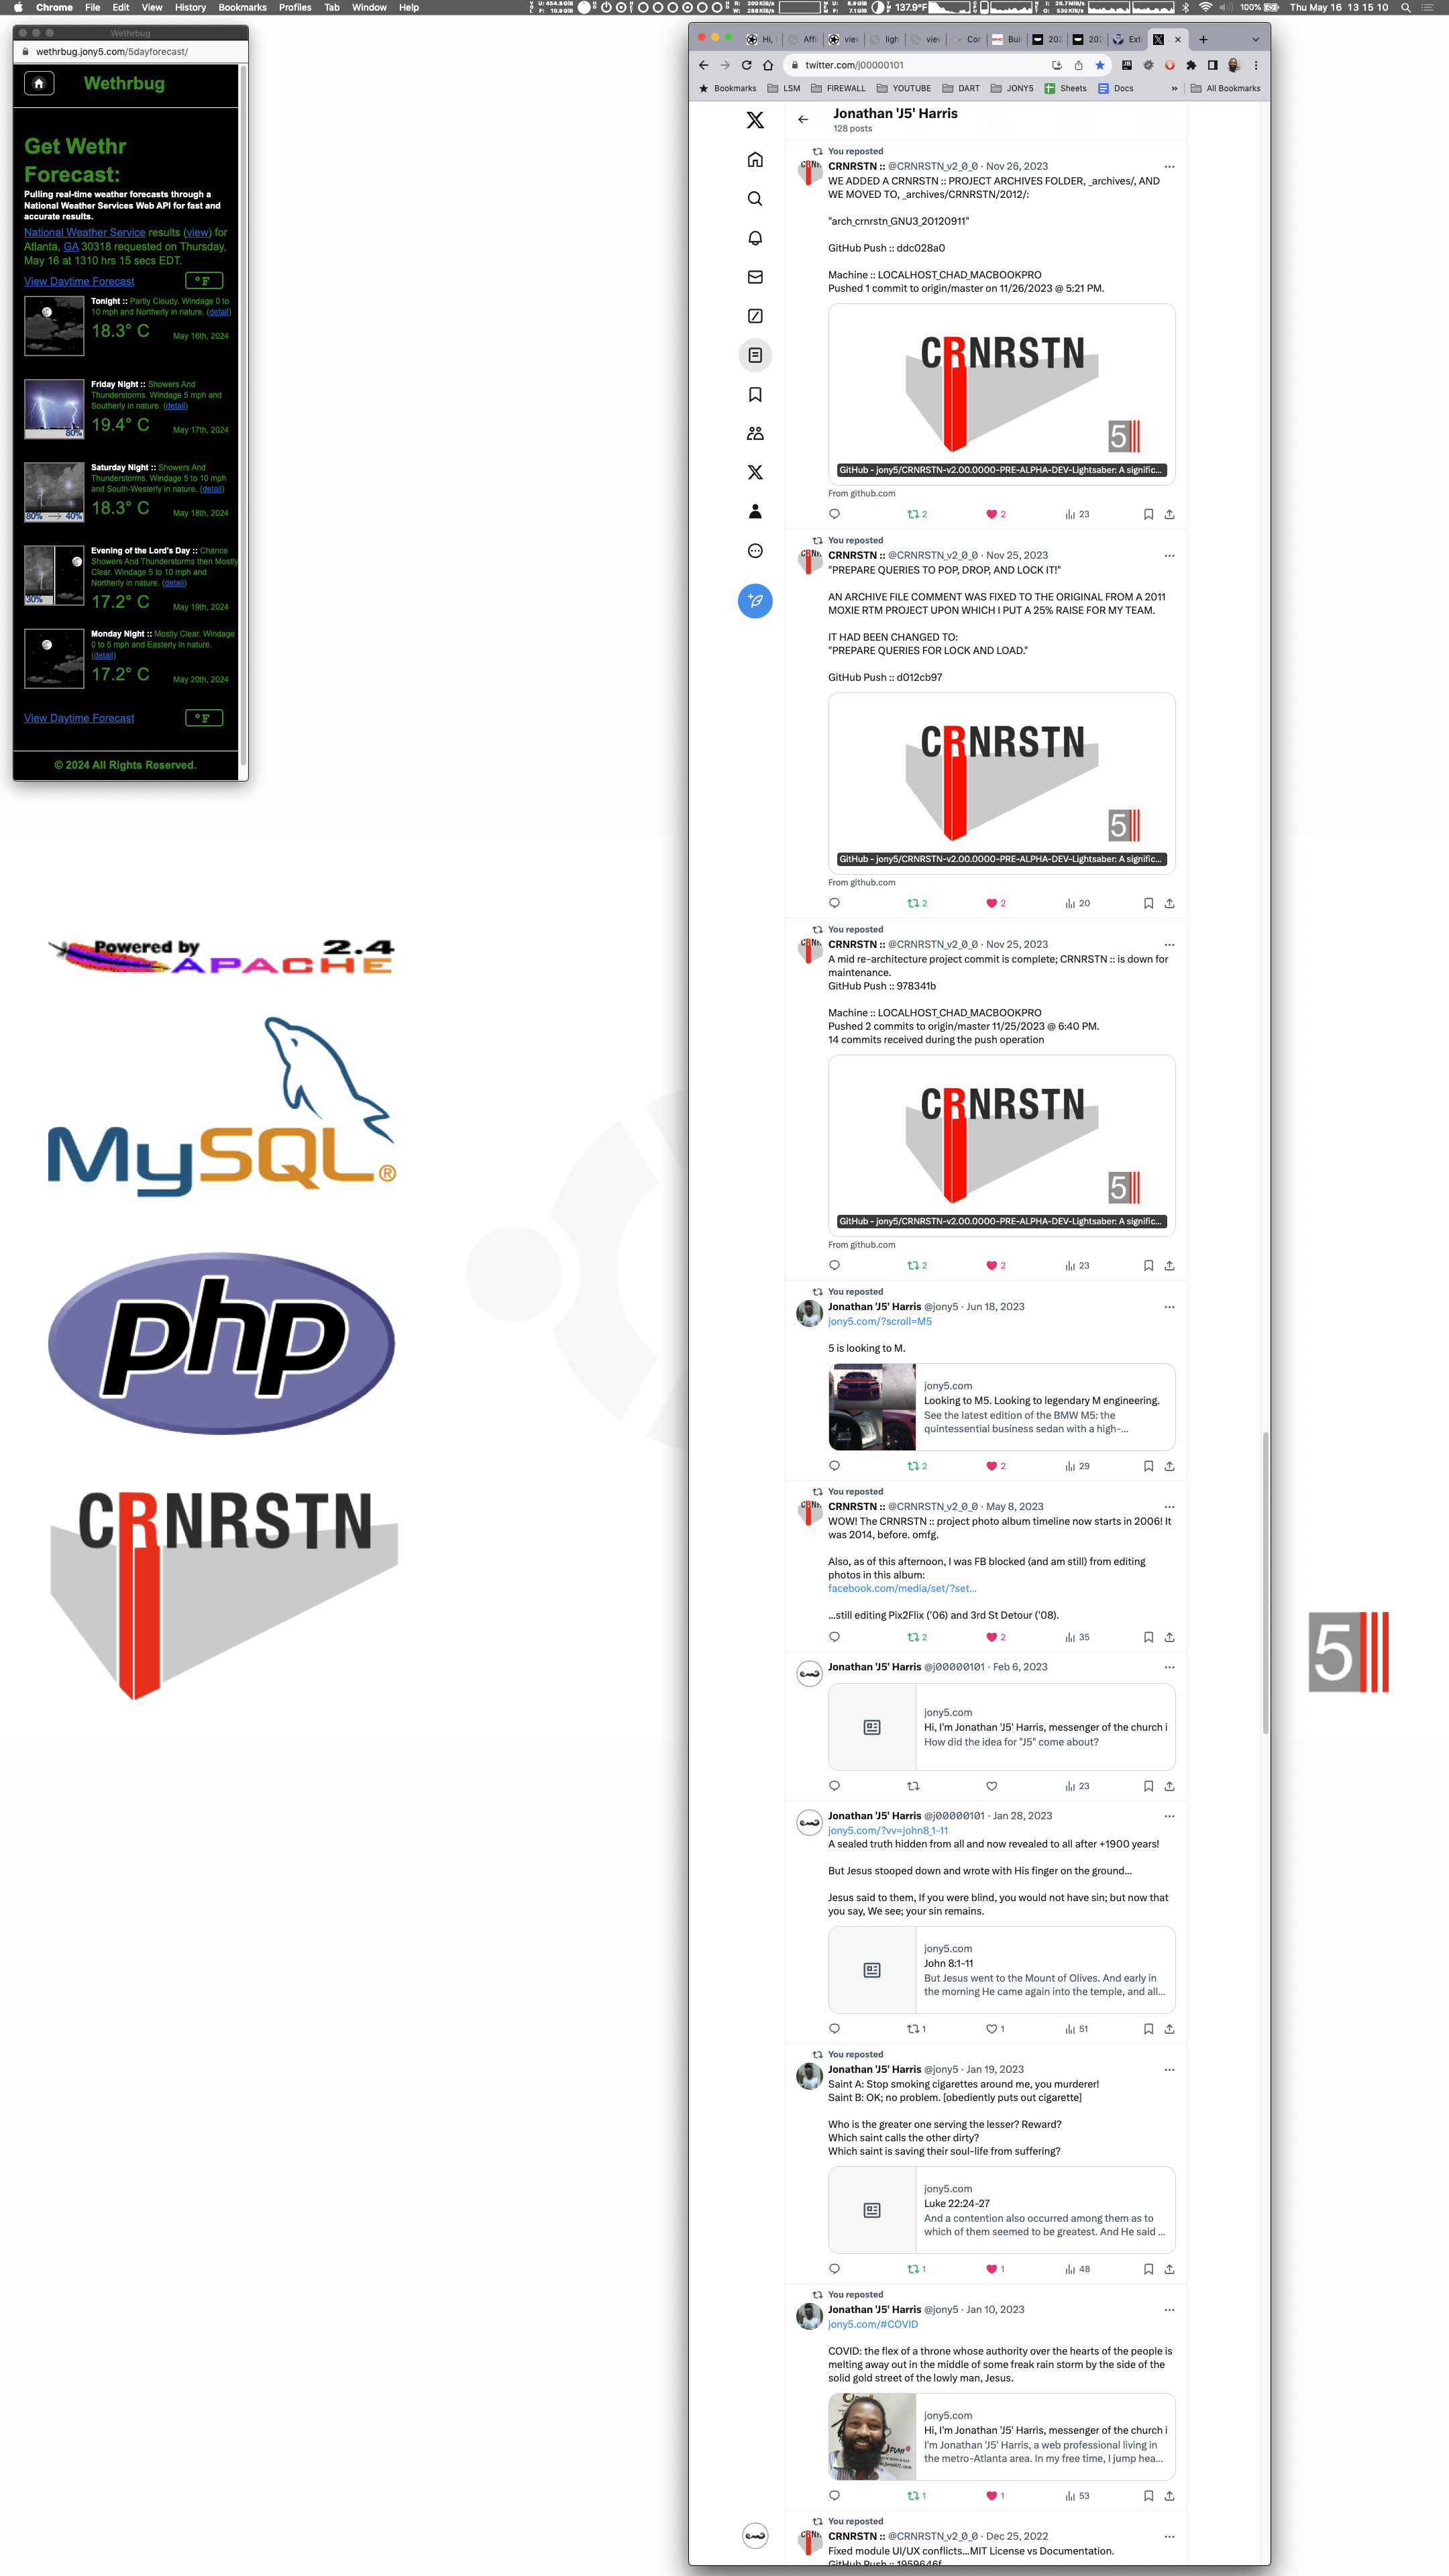 Chrome File Edit View History Bookmarks Profiles Tab Window Help
137.9°F
100%
Thu May 16 13 15 10
Wethrbug
wethrbug.jony5.com/5dayforecast/
Wethrbug
Get Wethr
Forecast:
Pulling real-time weather forecasts through a
National Weather Services Web API for fast and
accurate results.
National Weather Service results (view) for
Atlanta, GA 30318 requested on Thursday,
May 16 at 1310 hrs 15 secs EDT.
View Daytime Forecast
°F
Tonight :: Partly Cloudy. Windage 0 to
10 mph and Northerly in nature. (detail)
18.3° C
May 16th, 2024
Friday Night :: Showers And
Thunderstorms. Windage 5 mph and
Southerly in nature. (detail)
80%
19.4° C
May 17th, 2024
Saturday Night :: Showers And
Thunderstorms. Windage 5 to 10 mph
and South-Westerly in nature. (detail)
80% → 40%
18.3° C
May 18th, 2024
Evening of the Lord's Day :: Chance
Showers And Thunderstorms then Mostly
Clear. Windage 5 to 10 mph and
Northerly in nature. (detail)
30%
17.2° C
May 19th, 2024
Monday Night :: Mostly Clear. Windage
0 to 5 mph and Easterly in nature.
(detail)
17.2° C
May 20th, 2024
View Daytime Forecast
°F
© 2024 All Rights Reserved.
Powered by
APACHE
2.4
MySQL®
php
CRNRSTN
5
twitter.com/j00000101
Bookmarks LSM FIREWALL YOUTUBE DART JONY5 Sheets Docs » All Bookmarks
Jonathan 'J5' Harris
128 posts
You reposted
CRNRSTN :: @CRNRSTN_v2_0_0 · Nov 26, 2023
WE ADDED A CRNRSTN :: PROJECT ARCHIVES FOLDER, _archives/, AND
WE MOVED TO, _archives/CRNRSTN/2012/:
"arch_crnrstn_GNU3_20120911"
GitHub Push :: ddc028a0
Machine :: LOCALHOST_CHAD_MACBOOKPRO
Pushed 1 commit to origin/master on 11/26/2023 @ 5:21 PM.
CRNRSTN
5
GitHub - jony5/CRNRSTN-v2.00.0000-PRE-ALPHA-DEV-Lightsaber: A signific...
From github.com
2 2 23
You reposted
CRNRSTN :: @CRNRSTN_v2_0_0 · Nov 25, 2023
"PREPARE QUERIES TO POP, DROP, AND LOCK IT!"
AN ARCHIVE FILE COMMENT WAS FIXED TO THE ORIGINAL FROM A 2011
MOXIE RTM PROJECT UPON WHICH I PUT A 25% RAISE FOR MY TEAM.
IT HAD BEEN CHANGED TO:
"PREPARE QUERIES FOR LOCK AND LOAD."
GitHub Push :: d012cb97
CRNRSTN
5
GitHub - jony5/CRNRSTN-v2.00.0000-PRE-ALPHA-DEV-Lightsaber: A signific...
From github.com
2 2 20
You reposted
CRNRSTN :: @CRNRSTN_v2_0_0 · Nov 25, 2023
A mid re-architecture project commit is complete; CRNRSTN :: is down for
maintenance.
GitHub Push :: 978341b
Machine :: LOCALHOST_CHAD_MACBOOKPRO
Pushed 2 commits to origin/master 11/25/2023 @ 6:40 PM.
14 commits received during the push operation
CRNRSTN
5
GitHub - jony5/CRNRSTN-v2.00.0000-PRE-ALPHA-DEV-Lightsaber: A signific...
From github.com
2 2 23
You reposted
Jonathan 'J5' Harris @jony5 · Jun 18, 2023
jony5.com/?scroll=M5
5 is looking to M.
jony5.com
Looking to M5. Looking to legendary M engineering.
See the latest edition of the BMW M5: the
quintessential business sedan with a high-...
2 2 29
You reposted
CRNRSTN :: @CRNRSTN_v2_0_0 · May 8, 2023
WOW! The CRNRSTN :: project photo album timeline now starts in 2006! It
was 2014, before. omfg.
Also, as of this afternoon, I was FB blocked (and am still) from editing
photos in this album:
facebook.com/media/set/?set...
...still editing Pix2Flix ('06) and 3rd St Detour ('08).
2 2 35
Jonathan 'J5' Harris @j00000101 · Feb 6, 2023
jony5.com
Hi, I'm Jonathan 'J5' Harris, messenger of the church i
How did the idea for "J5" come about?
23
Jonathan 'J5' Harris @j00000101 · Jan 28, 2023
jony5.com/?vv=john8_1-11
A sealed truth hidden from all and now revealed to all after +1900 years!
But Jesus stooped down and wrote with His finger on the ground...
Jesus said to them, If you were blind, you would not have sin; but now that
you say, We see; your sin remains.
jony5.com
John 8:1-11
But Jesus went to the Mount of Olives. And early in
the morning He came again into the temple, and all...
1 1 51
You reposted
Jonathan 'J5' Harris @jony5 · Jan 19, 2023
Saint A: Stop smoking cigarettes around me, you murderer!
Saint B: OK; no problem. [obediently puts out cigarette]
Who is the greater one serving the lesser? Reward?
Which saint calls the other dirty?
Which saint is saving their soul-life from suffering?
jony5.com
Luke 22:24-27
And a contention also occurred among them as to
which of them seemed to be greatest. And He said ...
1 1 48
You reposted
Jonathan 'J5' Harris @jony5 · Jan 10, 2023
jony5.com/#COVID
COVID: the flex of a throne whose authority over the hearts of the people is
melting away out in the middle of some freak rain storm by the side of the
solid gold street of the lowly man, Jesus.
jony5.com
Hi, I'm Jonathan 'J5' Harris, messenger of the church i
I'm Jonathan 'J5' Harris, a web professional living in
the metro-Atlanta area. In my free time, I jump hea...
1 1 53
You reposted
CRNRSTN :: @CRNRSTN_v2_0_0 · Dec 25, 2022
Fixed module UI/UX conflicts...MIT License vs Documentation.
GitHub Push :: 1959646f
5